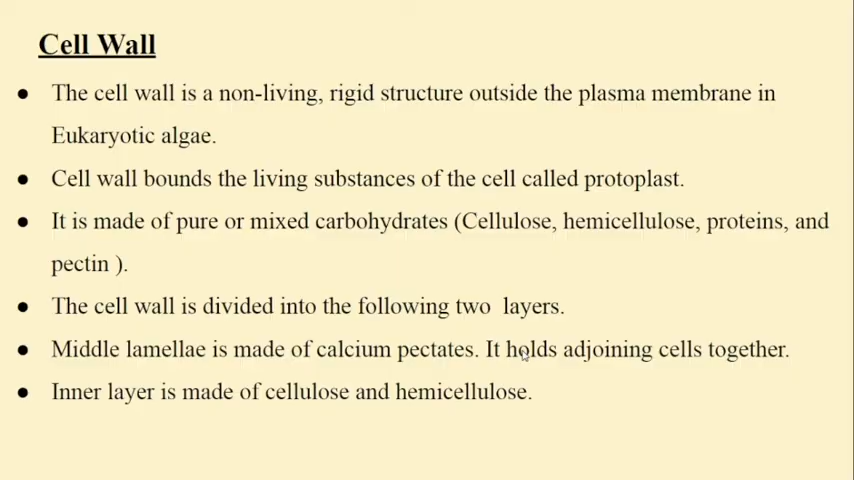 Cell Wall
● The cell wall is a non-living, rigid structure outside the plasma membrane in
Eukaryotic algae.
● Cell wall bounds the living substances of the cell called protoplast.
● It is made of pure or mixed carbohydrates (Cellulose, hemicellulose, proteins, and
pectin ).
● The cell wall is divided into the following two  layers.
● Middle lamellae is made of calcium pectates. It holds adjoining cells together.
● Inner layer is made of cellulose and hemicellulose.